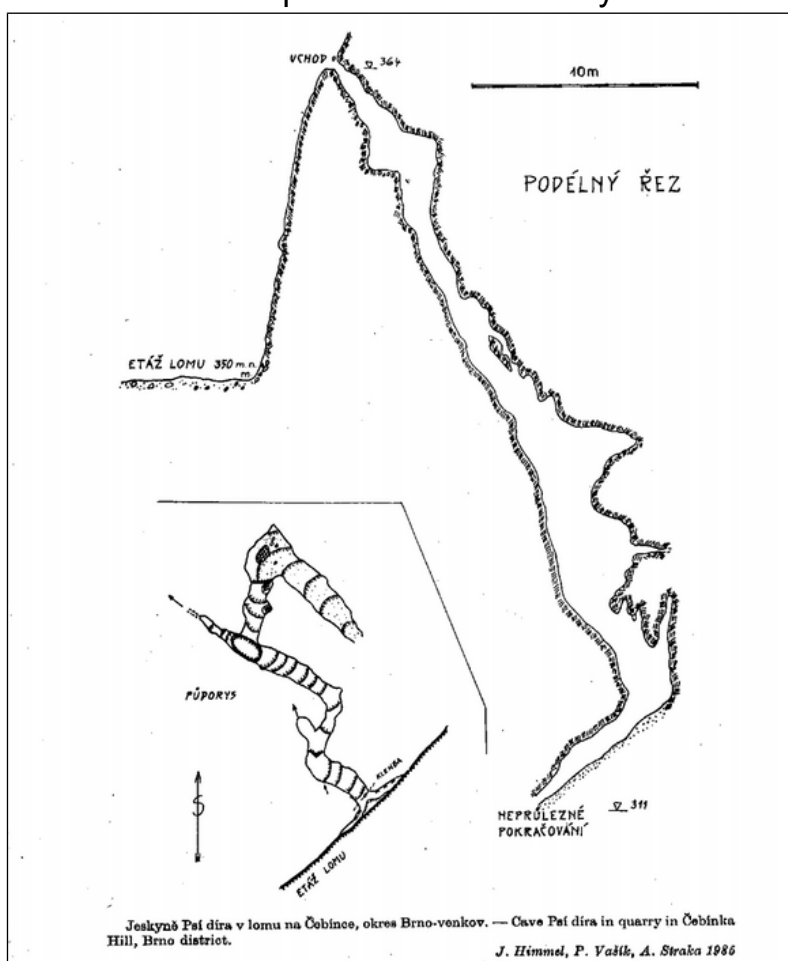 VCHOD
▽ 364
10m
PODÉLNÝ ŘEZ
ETÁŽ LOMU 350 m.n.
m
PŮDORYS
KLENBA
S
ETÁŽ LOMU
NEPRŮLEZNÉ
POKRAČOVÁNÍ
▽ 311
Jeskyně Psí díra v lomu na Čebínce, okres Brno-venkov. — Cave Psí díra in quarry in Čebínka
Hill, Brno district.
J. Himmel, P. Vašík, A. Straka 1986